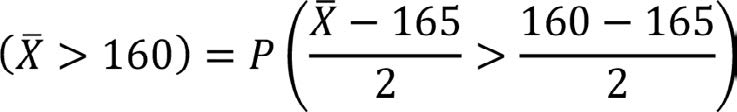 (X̄ > 160) = P((X̄ − 165)/2 > (160 − 165)/2)